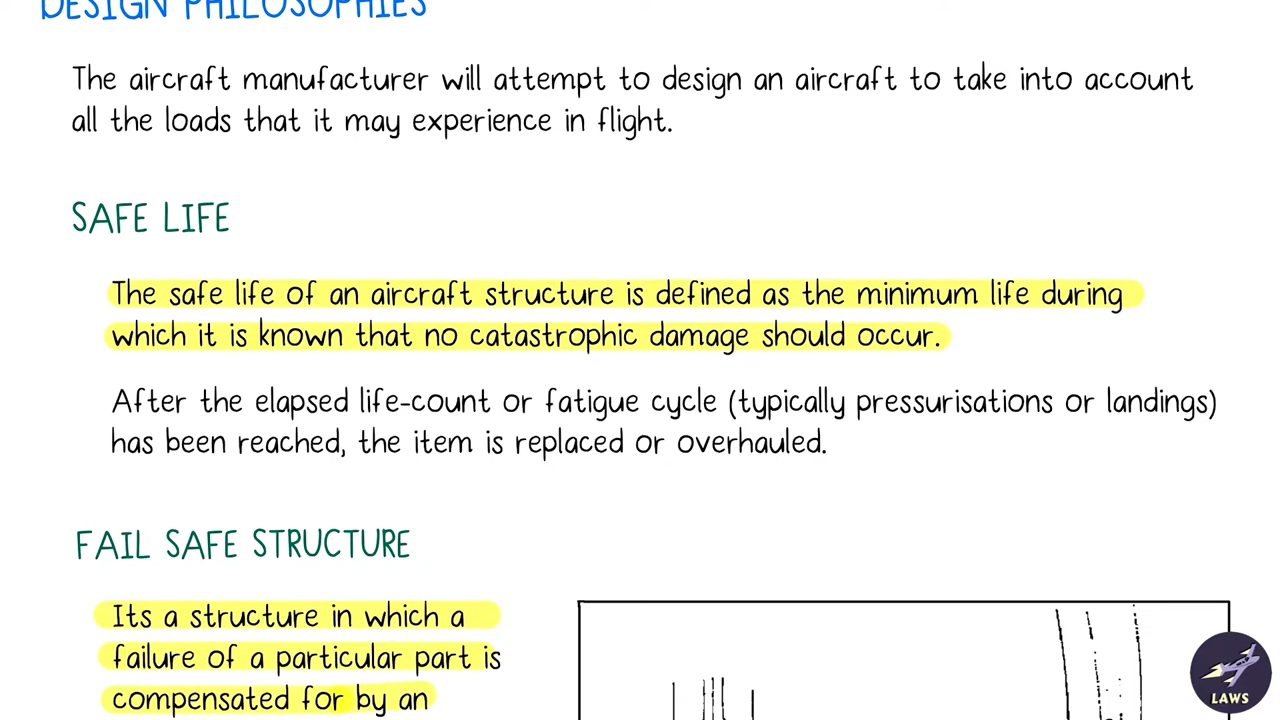 DESIGN PHILOSOPHIES
The aircraft manufacturer will attempt to design an aircraft to take into account
all the loads that it may experience in flight.
SAFE LIFE
The safe life of an aircraft structure is defined as the minimum life during
which it is known that no catastrophic damage should occur.
After the elapsed life-count or fatigue cycle (typically pressurisations or landings)
has been reached, the item is replaced or overhauled.
FAIL SAFE STRUCTURE
Its a structure in which a
failure of a particular part is
compensated for by an
LAWS